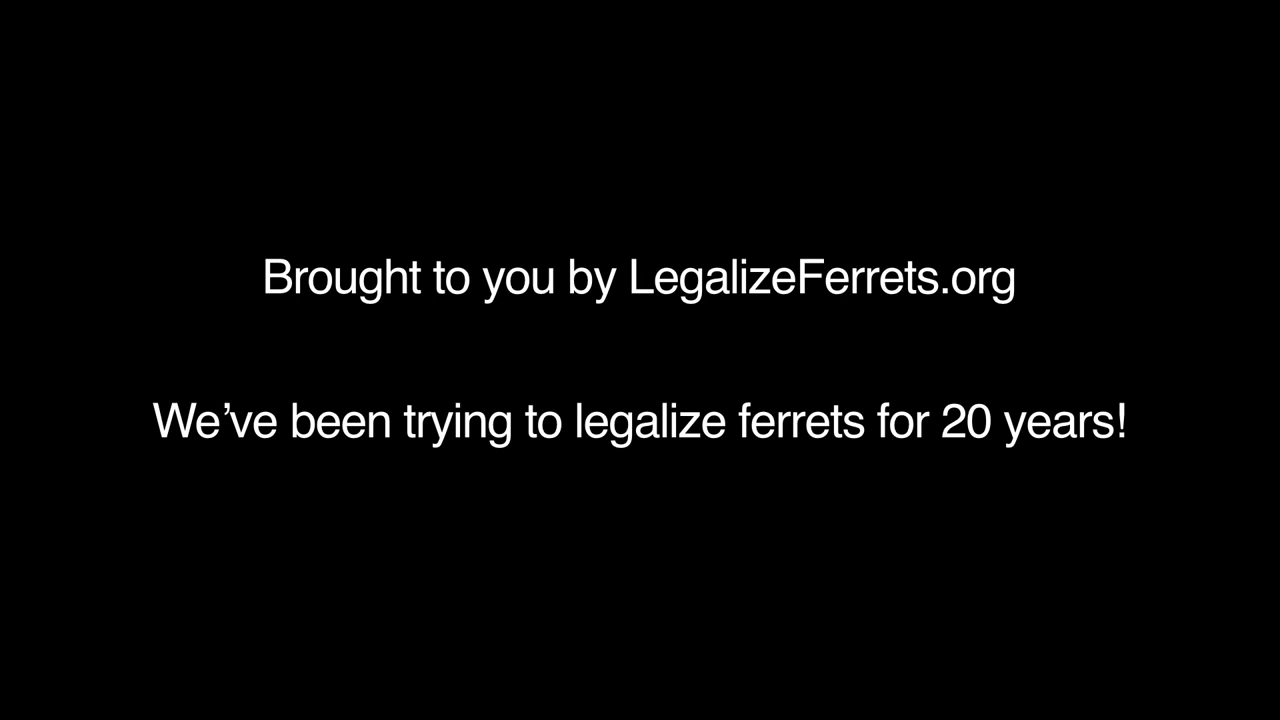 Brought to you by LegalizeFerrets.org
We’ve been trying to legalize ferrets for 20 years!